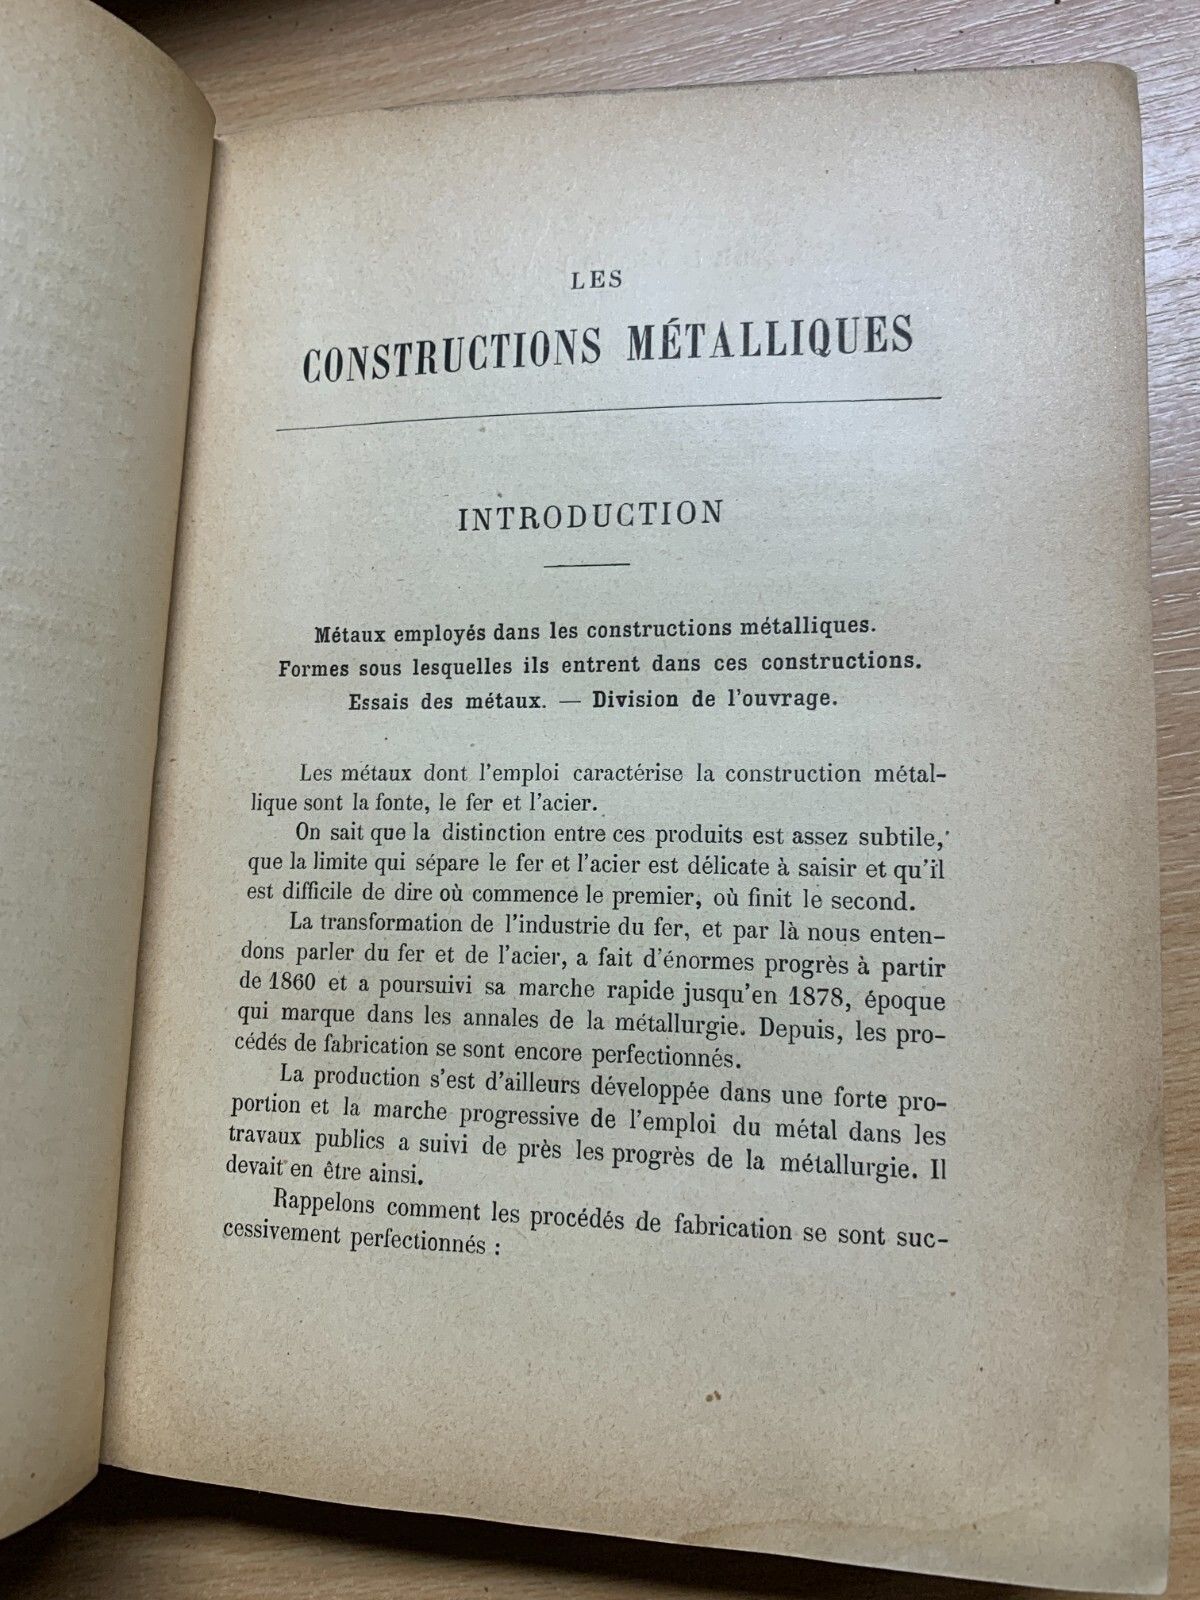 LES
CONSTRUCTIONS MÉTALLIQUES
INTRODUCTION
Métaux employés dans les constructions métalliques.
Formes sous lesquelles ils entrent dans ces constructions.
Essais des métaux. — Division de l'ouvrage.
Les métaux dont l'emploi caractérise la construction métal-
lique sont la fonte, le fer et l'acier.
On sait que la distinction entre ces produits est assez subtile,
que la limite qui sépare le fer et l'acier est délicate à saisir et qu'il
est difficile de dire où commence le premier, où finit le second.
La transformation de l'industrie du fer, et par là nous enten-
dons parler du fer et de l'acier, a fait d'énormes progrès à partir
de 1860 et a poursuivi sa marche rapide jusqu'en 1878, époque
qui marque dans les annales de la métallurgie. Depuis, les pro-
cédés de fabrication se sont encore perfectionnés.
La production s'est d'ailleurs développée dans une forte pro-
portion et la marche progressive de l'emploi du métal dans les
travaux publics a suivi de près les progrès de la métallurgie. Il
devait en être ainsi.
Rappelons comment les procédés de fabrication se sont suc-
cessivement perfectionnés :